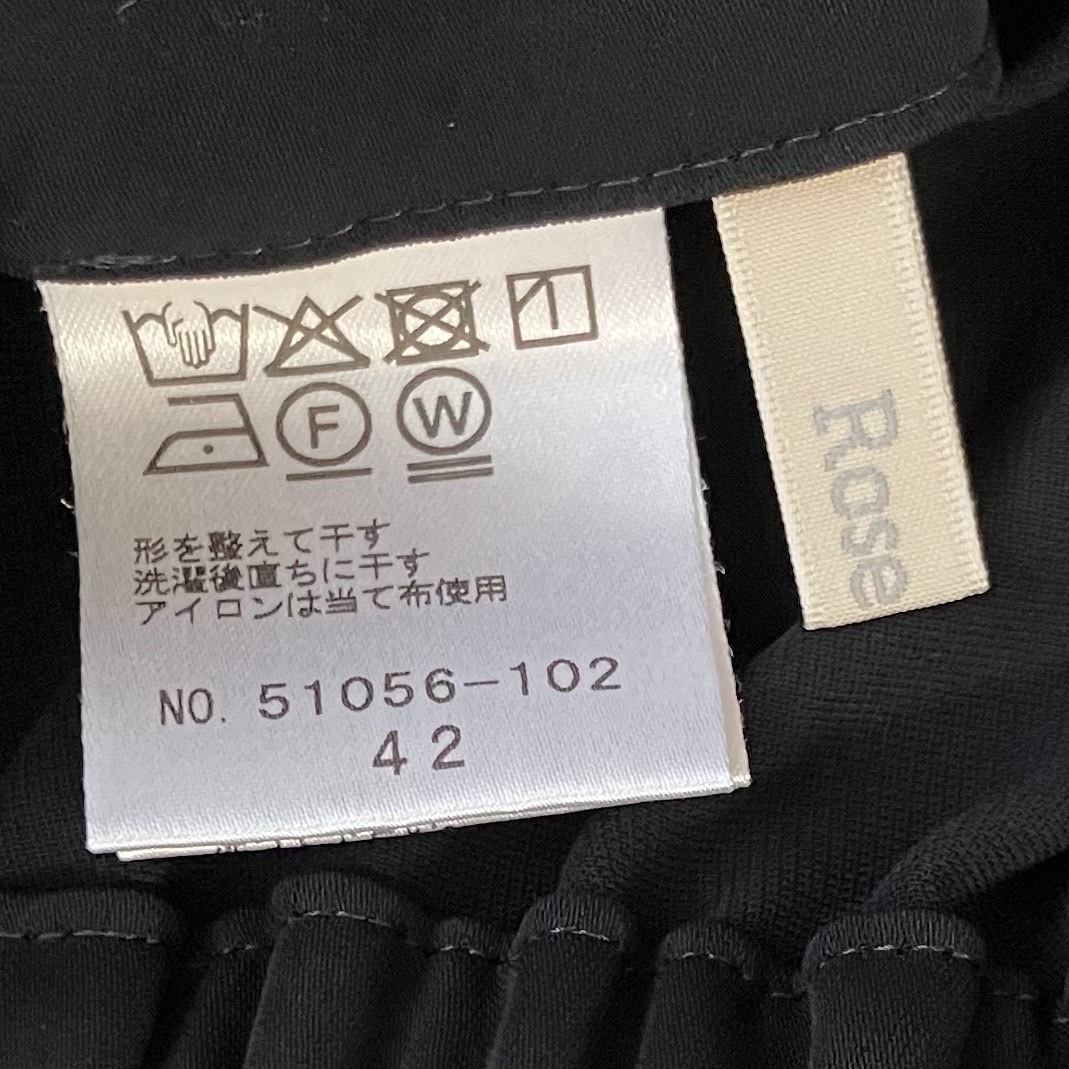 F W
形を整えて干す
洗濯後直ちに干す
アイロンは当て布使用
NO. 51056-102
42
Rose